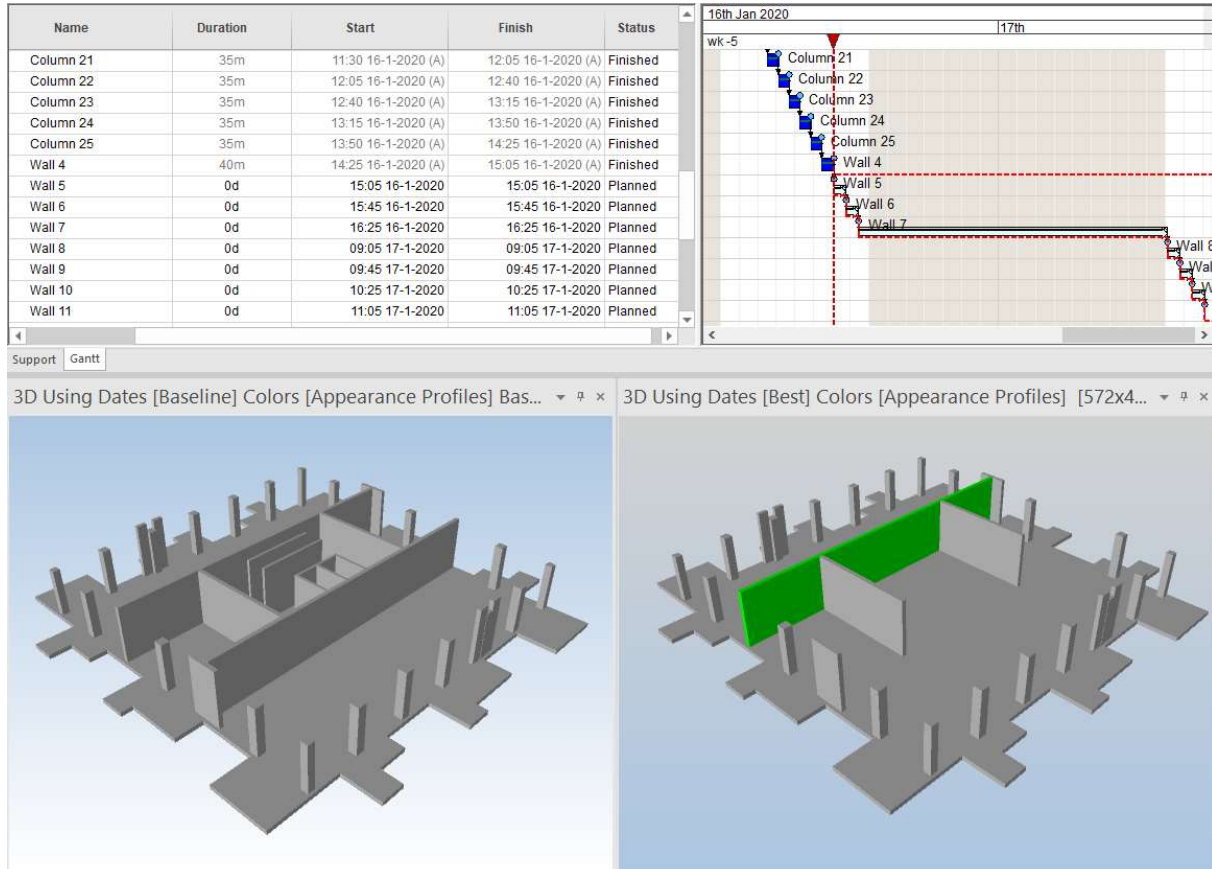 Name Duration Start Finish Status
Column 21 35m 11:30 16-1-2020 (A) 12:05 16-1-2020 (A) Finished
Column 22 35m 12:05 16-1-2020 (A) 12:40 16-1-2020 (A) Finished
Column 23 35m 12:40 16-1-2020 (A) 13:15 16-1-2020 (A) Finished
Column 24 35m 13:15 16-1-2020 (A) 13:50 16-1-2020 (A) Finished
Column 25 35m 13:50 16-1-2020 (A) 14:25 16-1-2020 (A) Finished
Wall 4 40m 14:25 16-1-2020 (A) 15:05 16-1-2020 (A) Finished
Wall 5 0d 15:05 16-1-2020 15:05 16-1-2020 Planned
Wall 6 0d 15:45 16-1-2020 15:45 16-1-2020 Planned
Wall 7 0d 16:25 16-1-2020 16:25 16-1-2020 Planned
Wall 8 0d 09:05 17-1-2020 09:05 17-1-2020 Planned
Wall 9 0d 09:45 17-1-2020 09:45 17-1-2020 Planned
Wall 10 0d 10:25 17-1-2020 10:25 17-1-2020 Planned
Wall 11 0d 11:05 17-1-2020 11:05 17-1-2020 Planned
16th Jan 2020
17th
wk -5
Column 21
Column 22
Column 23
Column 24
Column 25
Wall 4
Wall 5
Wall 6
Wall 7
Wall 8
Wal
W
Support Gantt
3D Using Dates [Baseline] Colors [Appearance Profiles] Bas...
3D Using Dates [Best] Colors [Appearance Profiles] [572x4...